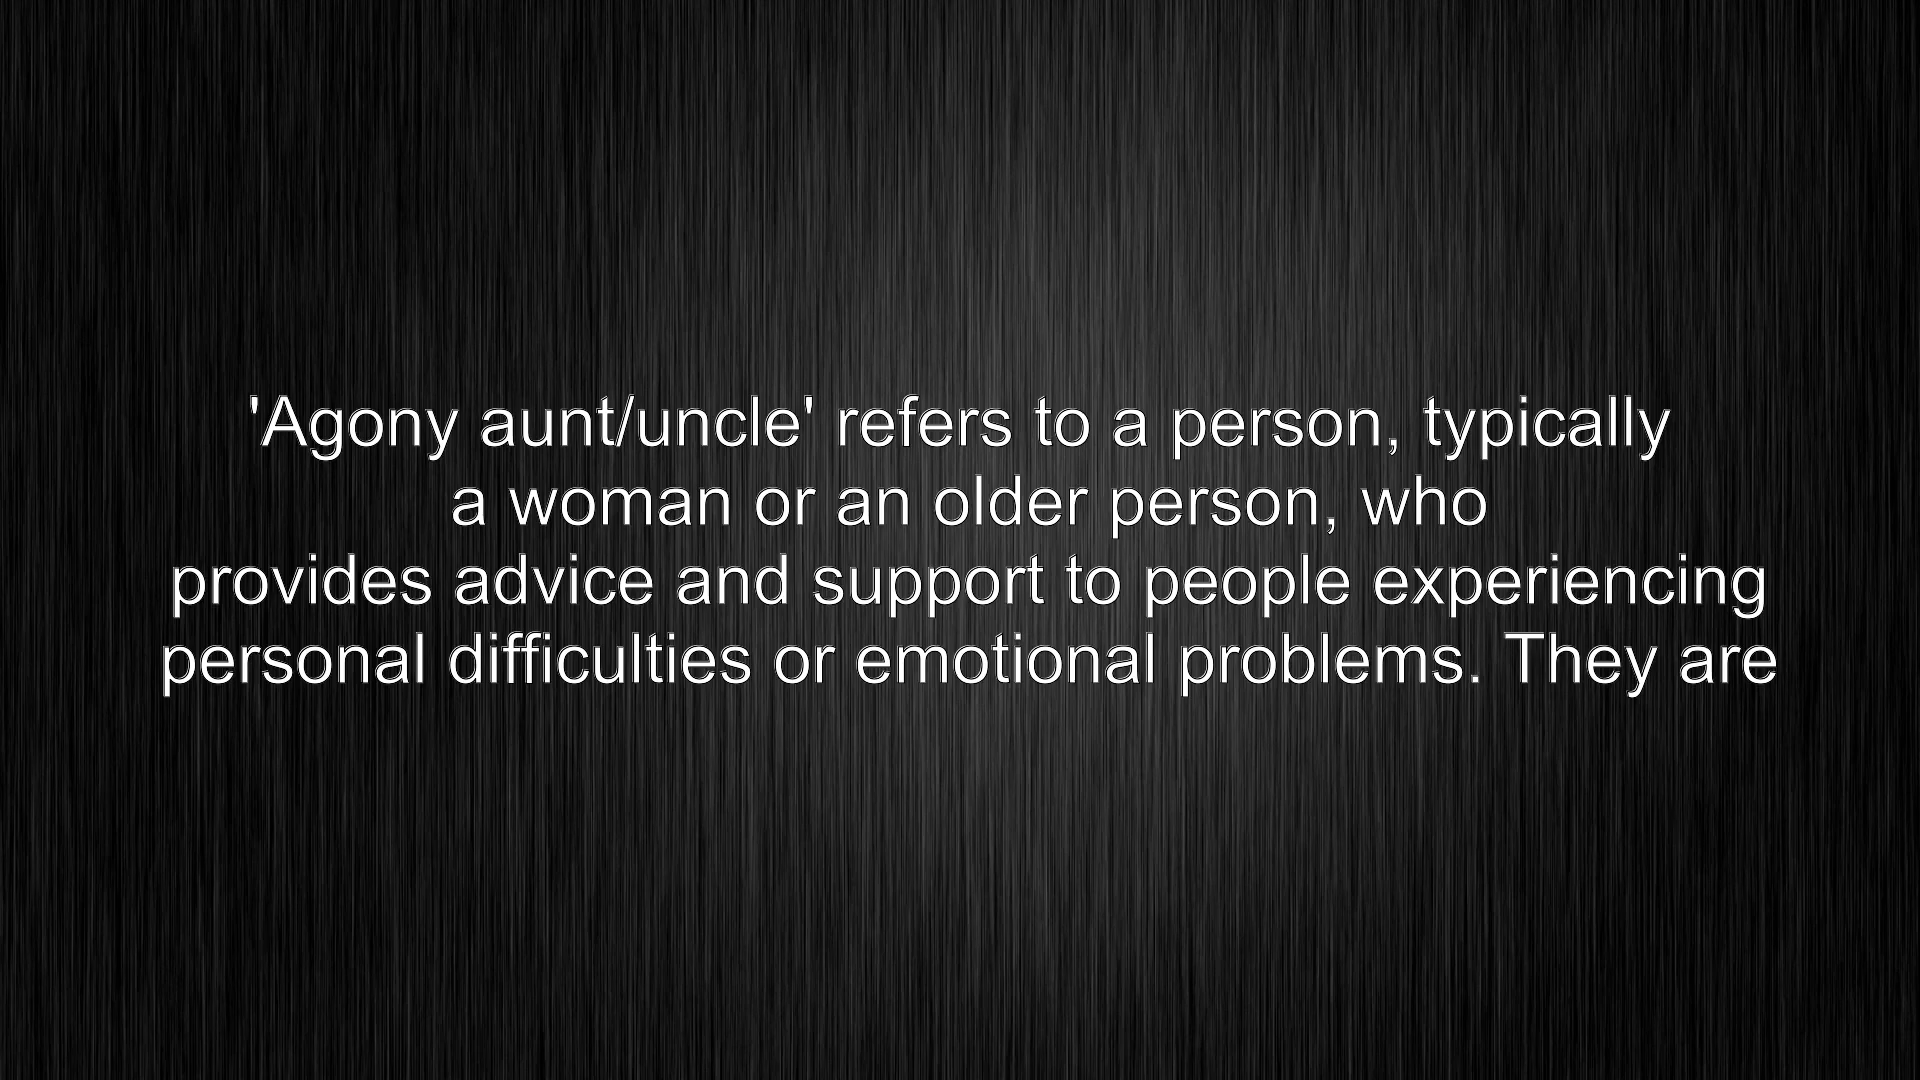 'Agony aunt/uncle' refers to a person, typically
a woman or an older person, who
provides advice and support to people experiencing
personal difficulties or emotional problems. They are